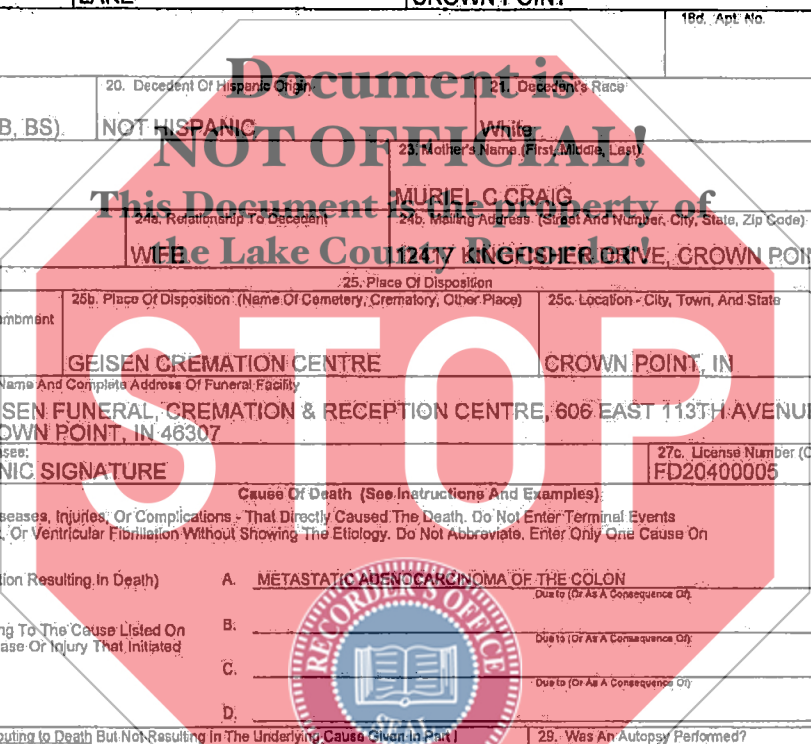 LAKE CROWN POINT
18d. Apt. No.
20. Decedent Of Hispanic Origin 21. Decedent's Race
B, BS) NOT HISPANIC White
23. Mother's Name (First, Middle, Last)
MURIEL C CRAIG
24a. Relationship To Decedent 24b. Mailing Address (Street And Number, City, State, Zip Code)
WIFE KINGFISHER DRIVE, CROWN POIN
25. Place Of Disposition
25b. Place Of Disposition (Name Of Cemetery, Crematory, Other Place) 25c. Location - City, Town, And State
mbment
GEISEN CREMATION CENTRE CROWN POINT, IN
Name And Complete Address Of Funeral Facility
SEN FUNERAL, CREMATION & RECEPTION CENTRE, 606 EAST 113TH AVENUE
OWN POINT, IN 46307
see: 27c. License Number (O
NIC SIGNATURE FD20400005
Cause Of Death (See Instructions And Examples)
seases, Injuries, Or Complications - That Directly Caused The Death. Do Not Enter Terminal Events
, Or Ventricular Fibrillation Without Showing The Etiology. Do Not Abbreviate. Enter Only One Cause On
tion Resulting In Death) A. METASTATIC ADENOCARCINOMA OF THE COLON
Due to (Or As A Consequence Of):
ng To The Cause Listed On B.
ase Or Injury That Initiated Due to (Or As A Consequence Of):
C.
Due to (Or As A Consequence Of):
D.
buting to Death But Not Resulting In The Underlying Cause Given In Part I 29. Was An Autopsy Performed?
Document is
NOT OFFICIAL!
This Document is the property of
the Lake County Recorder!
STOP
RECORDER'S OFFICE
SEAL